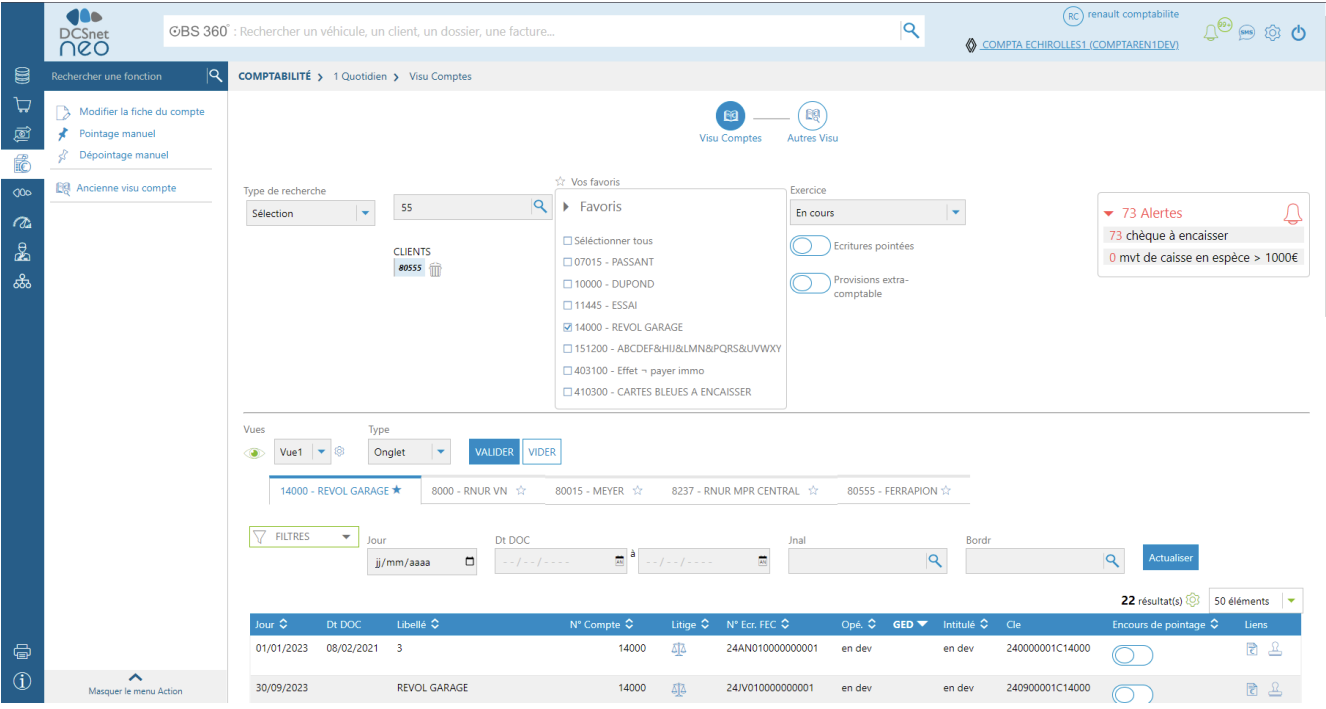 DCSnet
neo
OBS 360° : Rechercher un véhicule, un client, un dossier, une facture...
RC renault comptabilite
COMPTA ECHIROLLES1 (COMPTAREN1DEV)
99+
SMS
Rechercher une fonction
COMPTABILITÉ > 1 Quotidien > Visu Comptes
Modifier la fiche du compte
Pointage manuel
Dépointage manuel
Ancienne visu compte
Visu Comptes
Autres Visu
Type de recherche
Sélection
55
CLIENTS
80555
Vos favoris
Favoris
Séléctionner tous
07015 - PASSANT
10000 - DUPOND
11445 - ESSAI
14000 - REVOL GARAGE
151200 - ABCDEF&HIJ&LMN&PQRS&UVWXY
403100 - Effet ¬ payer immo
410300 - CARTES BLEUES A ENCAISSER
Exercice
En cours
Ecritures pointées
Provisions extra-
comptable
73 Alertes
73 chèque à encaisser
0 mvt de caisse en espèce > 1000€
Vues
Type
Vue1
Onglet
VALIDER
VIDER
14000 - REVOL GARAGE
8000 - RNUR VN
80015 - MEYER
8237 - RNUR MPR CENTRAL
80555 - FERRAPION
FILTRES
Jour
Dt DOC
Jnal
Bordr
jj/mm/aaaa
--/--/----
à
--/--/----
Actualiser
22 résultat(s)
50 éléments
Jour Dt DOC Libellé N° Compte Litige N° Ecr. FEC Opé. GED Intitulé Cle Encours de pointage Liens
01/01/2023 08/02/2021 3 14000 24AN010000000001 en dev en dev 240000001C14000
30/09/2023 REVOL GARAGE 14000 24JV010000000001 en dev en dev 240900001C14000
Masquer le menu Action